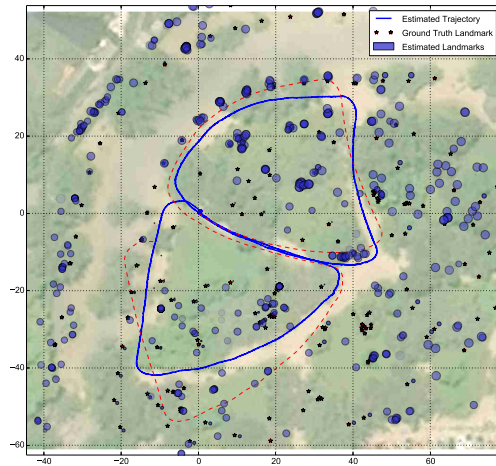 Estimated Trajectory
Ground Truth Landmark
Estimated Landmarks
40
20
0
−20
−40
−60
−40 −20 0 20 40 60